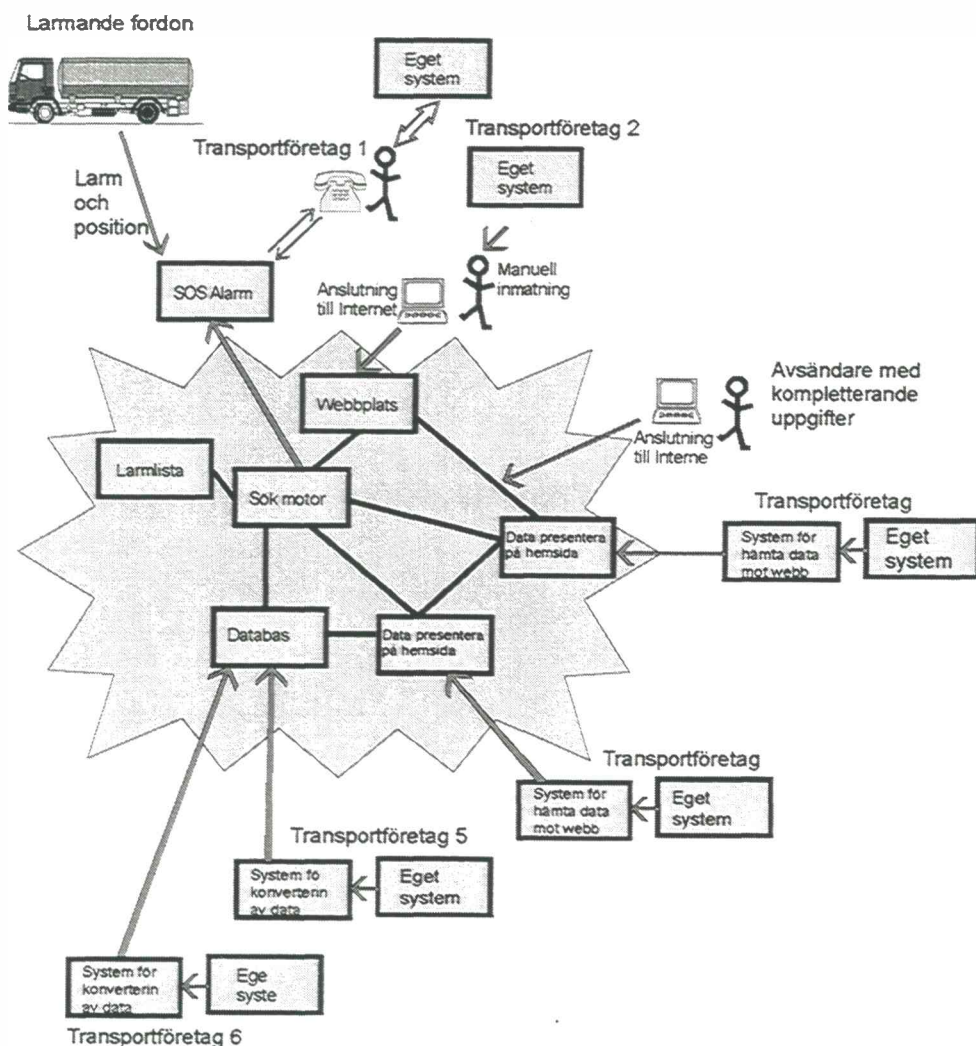 Larmande fordon
Eget
system
Transportföretag 2
Transportföretag 1
Eget
system
Larm
och
position
Manuell
inmatning
SOS Alarm
Anslutning
till Internet
Webbplats
Avsändare med
kompletterande
uppgifter
Anslutning
till Interne
Larmlista
Sök motor
Transportföretag
Data presentera
på hemsida
System för
hämta data
mot webb
Eget
system
Databas
Data presentera
på hemsida
Transportföretag
System för
hämta data
mot webb
Eget
system
Transportföretag 5
System fö
konverterin
av data
Eget
system
System för
konverterin
av data
Ege
syste
Transportföretag 6